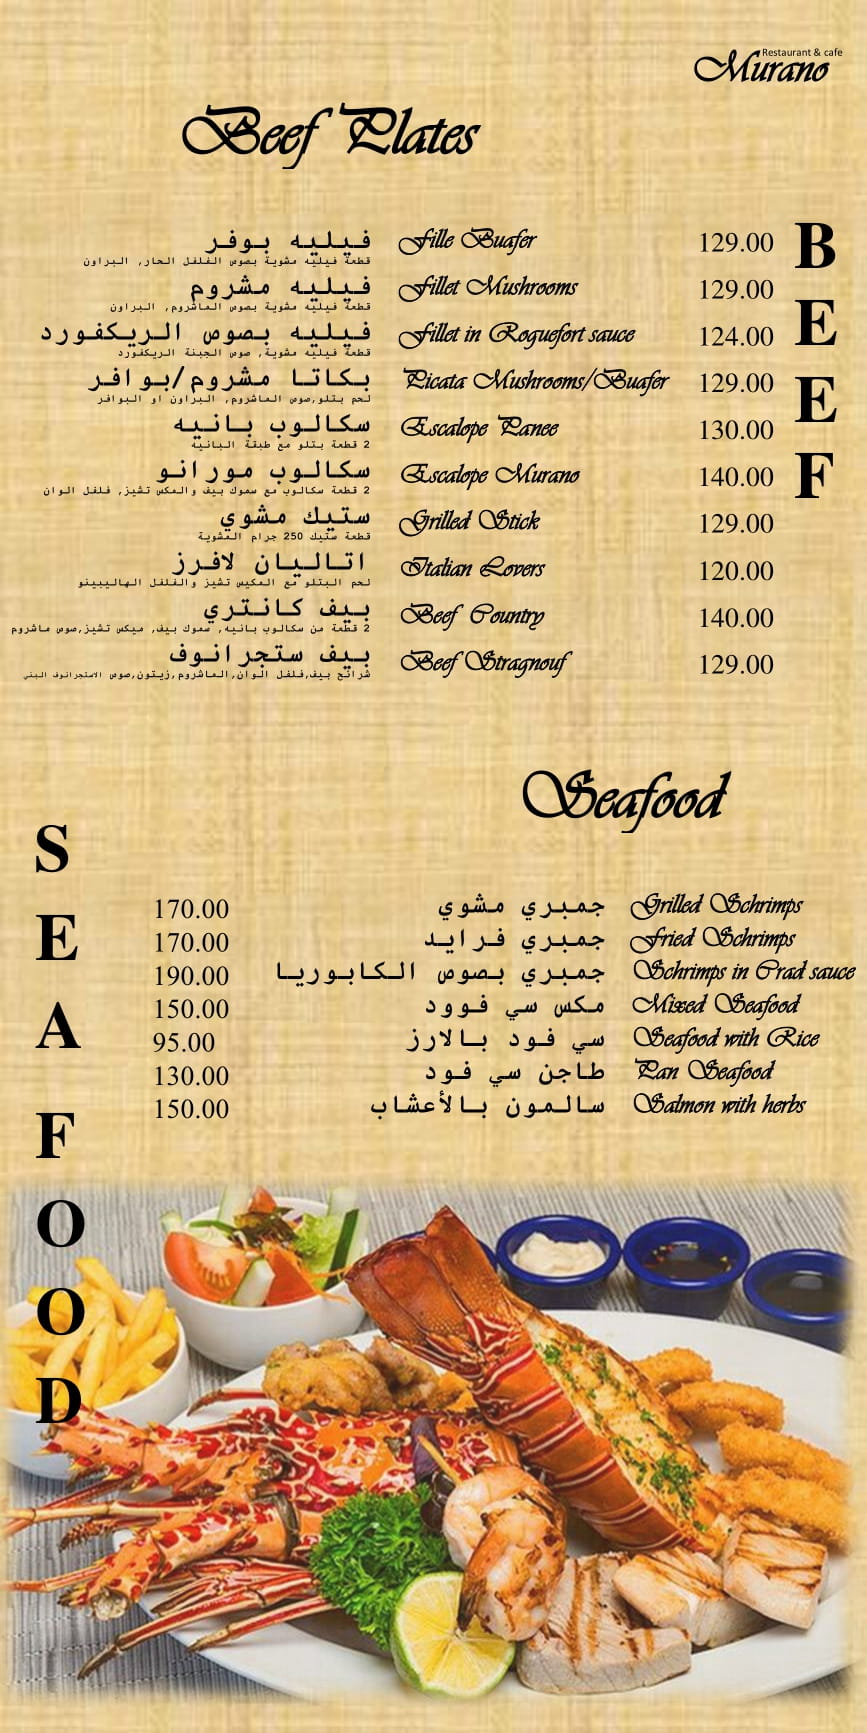 Restaurant & cafe
Murano
Beef Plates
BEEF
فيليه بوفر Fille Buafer 129.00
قطعة فيليه مشوية بصوص الفلفل الحار, البراون
فيليه مشروم Fillet Mushrooms 129.00
قطعة فيليه مشوية بصوص الماشروم, البراون
فيليه بصوص الريكفورد Fillet in Roguefort sauce 124.00
قطعة فيليه مشوية, صوص الجبنة الريكفورد
بكاتا مشروم/بوافر Picata Mushrooms/Buafer 129.00
لحم بتلو,صوص الماشروم, البراون او البوافر
سكالوب بانيه Escalope Panee 130.00
2 قطعة بتلو مع طبقة البانية
سكالوب مورانو Escalope Murano 140.00
2 قطعة سكالوب مع سموك بيف والمكس تشيز, فلفل الوان
ستيك مشوي Grilled Stick 129.00
قطعة ستيك 250 جرام المشوية
اتاليان لافرز Italian Lovers 120.00
لحم البتلو مع المكيس تشيز والفلفل الهاليبينو
بيف كانتري Beef Country 140.00
2 قطعة من سكالوب بانيه, سموك بيف, ميكس تشيز,صوص ماشروم
بيف ستجرانوف Beef Stragnouf 129.00
شرائح بيف,فلفل الوان,الماشروم,زيتون,صوص الاستجرانوف البني
Seafood
SEA FOOD
170.00 جمبري مشوي Grilled Schrimps
170.00 جمبري فرايد Fried Schrimps
190.00 جمبري بصوص الكابوريا Schrimps in Crad sauce
150.00 مكس سي فوود Mixed Seafood
95.00 سي فود بالارز Seafood with Rice
130.00 طاجن سي فود Pan Seafood
150.00 سالمون بالأعشاب Salmon with herbs